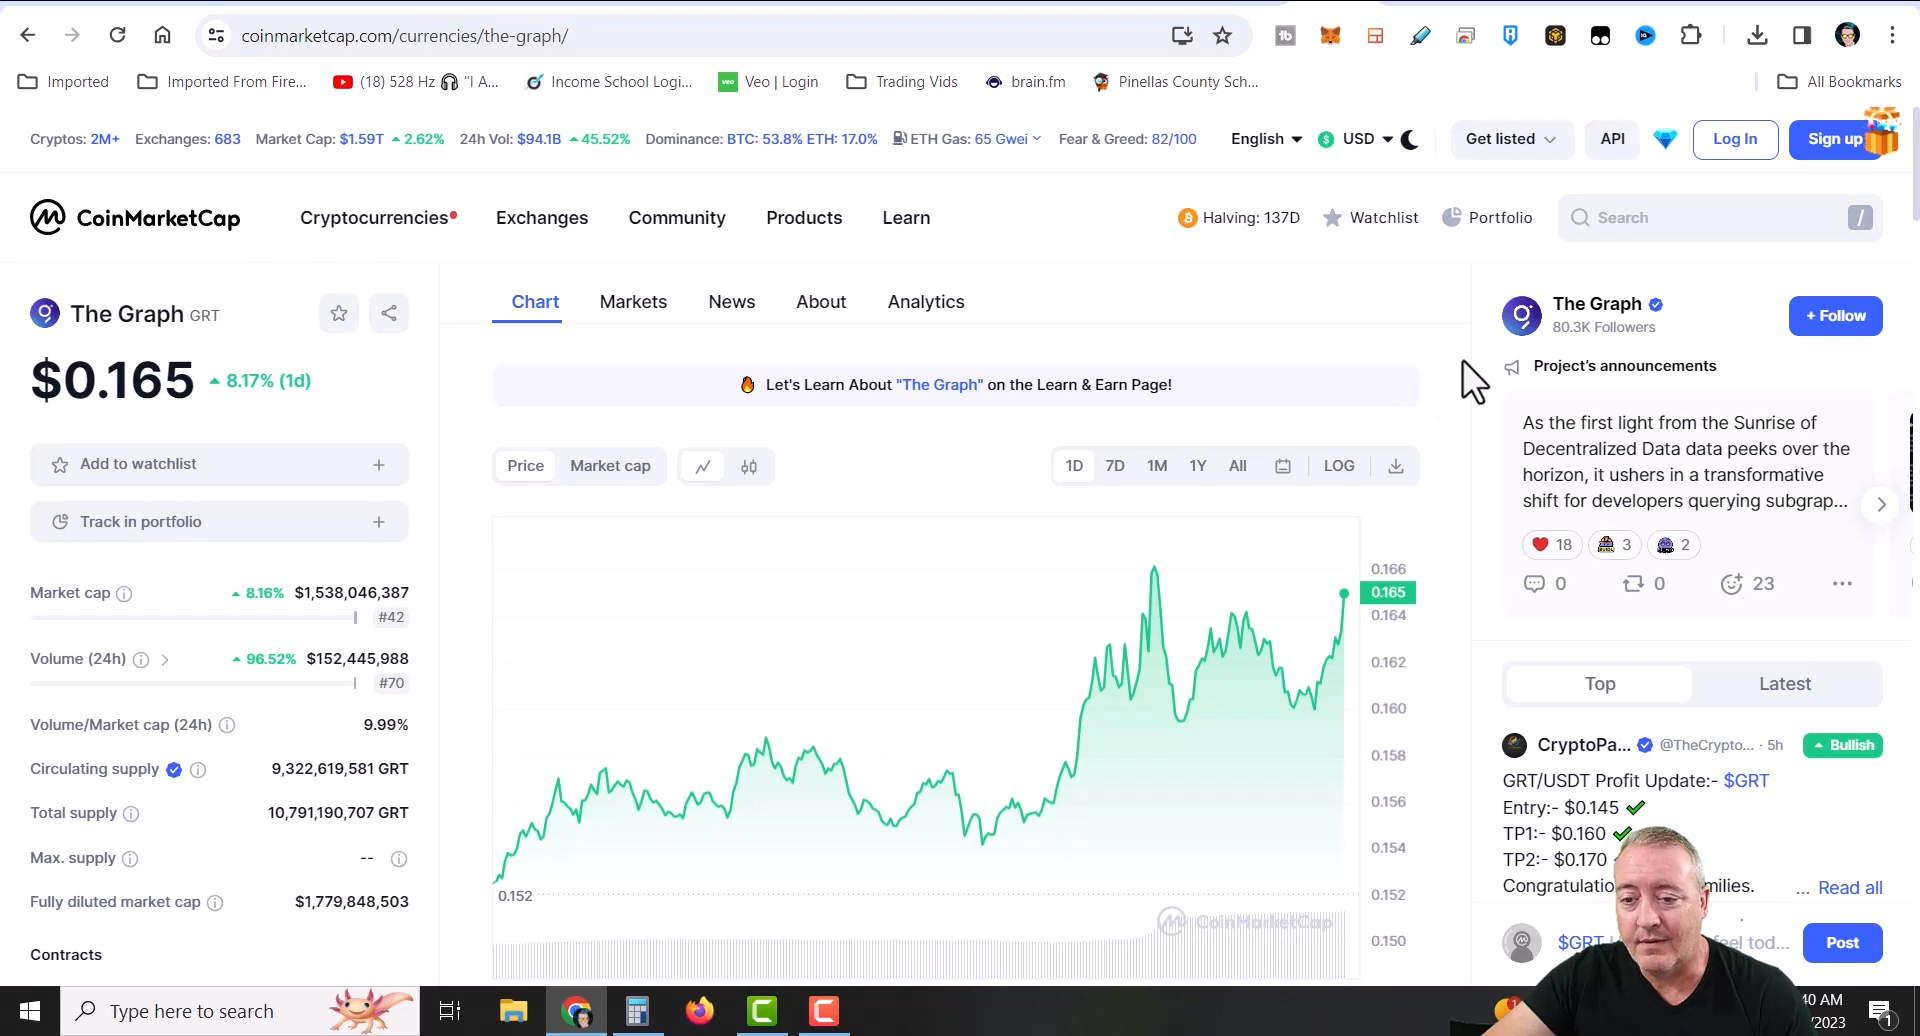 coinmarketcap.com/currencies/the-graph/
Imported
Imported From Fire...
(18) 528 Hz 🎧 "I A...
Income School Logi...
Veo | Login
Trading Vids
brain.fm
Pinellas County Sch...
All Bookmarks
Cryptos: 2M+ Exchanges: 683 Market Cap: $1.59T 2.62% 24h Vol: $94.1B 45.52% Dominance: BTC: 53.8% ETH: 17.0% ETH Gas: 65 Gwei Fear & Greed: 82/100
English
USD
Get listed
API
Log In
Sign up
CoinMarketCap
Cryptocurrencies
Exchanges
Community
Products
Learn
Halving: 137D
Watchlist
Portfolio
Search
/
The Graph GRT
$0.165 8.17% (1d)
Add to watchlist +
Track in portfolio +
Market cap 8.16% $1,538,046,387
#42
Volume (24h) 96.52% $152,445,988
#70
Volume/Market cap (24h) 9.99%
Circulating supply 9,322,619,581 GRT
Total supply 10,791,190,707 GRT
Max. supply --
Fully diluted market cap $1,779,848,503
Contracts
Chart
Markets
News
About
Analytics
🔥 Let's Learn About "The Graph" on the Learn & Earn Page!
Price
Market cap
1D
7D
1M
1Y
All
LOG
0.166
0.165
0.164
0.162
0.160
0.158
0.156
0.154
0.152
0.150
0.152
CoinMarketCap
The Graph
80.3K Followers
+ Follow
Project's announcements
As the first light from the Sunrise of
Decentralized Data data peeks over the
horizon, it ushers in a transformative
shift for developers querying subgrap...
18
3
2
0
0
23
Top
Latest
CryptoPa... @TheCrypto... · 5h
Bullish
GRT/USDT Profit Update:- $GRT
Entry:- $0.145
TP1:- $0.160
TP2:- $0.170
Congratulatio
milies.
... Read all
$GRT
eel tod...
Post
Type here to search
1
40 AM
/2023
1